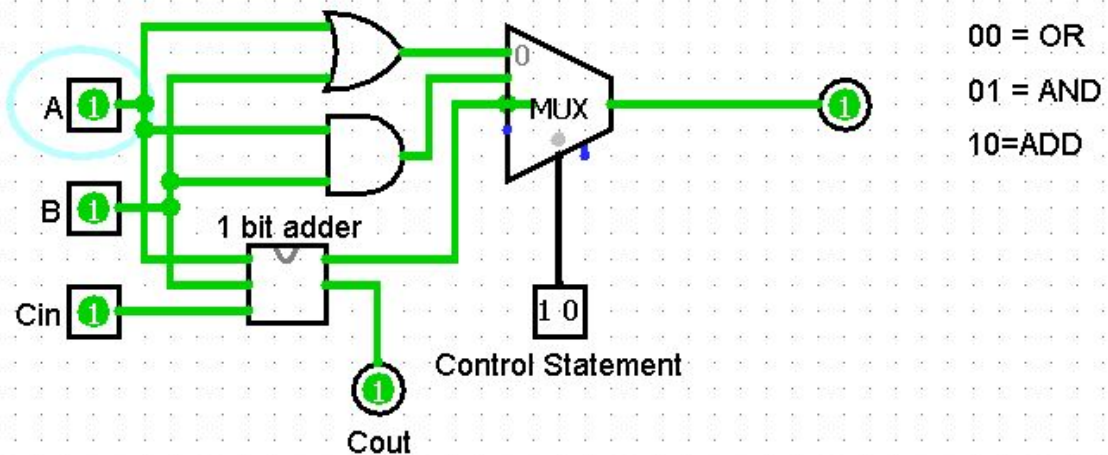 0
00 = OR
A
1
MUX
1
01 = AND
10=ADD
B
1
1 bit adder
Cin
1
1 0
Control Statement
1
Cout